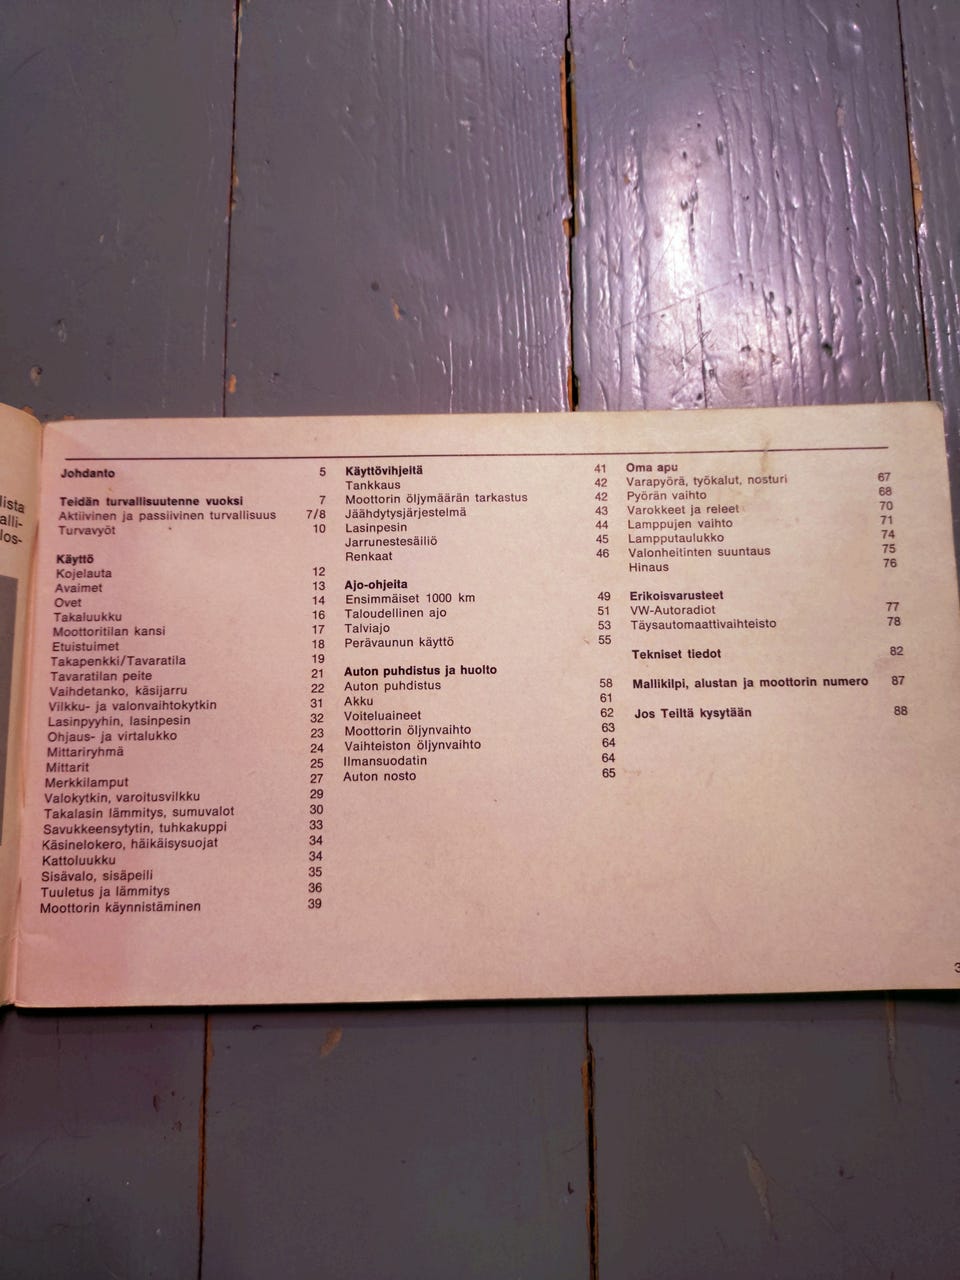 lista
alli-
los-
Johdanto 5
Teidän turvallisuutenne vuoksi 7
Aktiivinen ja passiivinen turvallisuus 7/8
Turvavyöt 10
Käyttö
Kojelauta 12
Avaimet 13
Ovet 14
Takaluukku 16
Moottoritilan kansi 17
Etuistuimet 18
Takapenkki/Tavaratila 19
Tavaratilan peite 21
Vaihdetanko, käsijarru 22
Vilkku- ja valonvaihtokytkin 31
Lasinpyyhin, lasinpesin 32
Ohjaus- ja virtalukko 23
Mittariryhmä 24
Mittarit 25
Merkkilamput 27
Valokytkin, varoitusvilkku 29
Takalasin lämmitys, sumuvalot 30
Savukkeensytytin, tuhkakuppi 33
Käsinelokero, häikäisysuojat 34
Kattoluukku 34
Sisävalo, sisäpeili 35
Tuuletus ja lämmitys 36
Moottorin käynnistäminen 39
Käyttövihjeitä 41
Tankkaus 42
Moottorin öljymäärän tarkastus 42
Jäähdytysjärjestelmä 43
Lasinpesin 44
Jarrunestesäiliö 45
Renkaat 46
Ajo-ohjeita
Ensimmäiset 1000 km 49
Taloudellinen ajo 51
Talviajo 53
Perävaunun käyttö 55
Auton puhdistus ja huolto
Auton puhdistus 58
Akku 61
Voiteluaineet 62
Moottorin öljynvaihto 63
Vaihteiston öljynvaihto 64
Ilmansuodatin 64
Auton nosto 65
Oma apu
Varapyörä, työkalut, nosturi 67
Pyörän vaihto 68
Varokkeet ja releet 70
Lamppujen vaihto 71
Lampputaulukko 74
Valonheitinten suuntaus 75
Hinaus 76
Erikoisvarusteet
VW-Autoradiot 77
Täysautomaattivaihteisto 78
Tekniset tiedot 82
Mallikilpi, alustan ja moottorin numero 87
Jos Teiltä kysytään 88
3